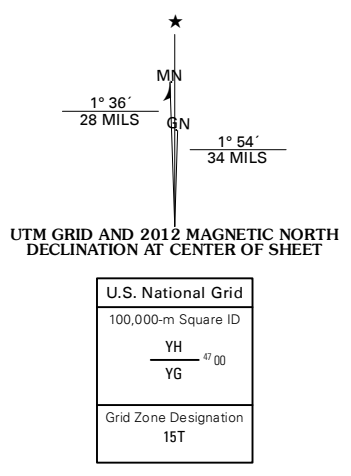 ★
MN
1° 36´
28 MILS
GN
1° 54´
34 MILS
UTM GRID AND 2012 MAGNETIC NORTH
DECLINATION AT CENTER OF SHEET
U.S. National Grid
100,000-m Square ID
YH
47 00
YG
Grid Zone Designation
15T